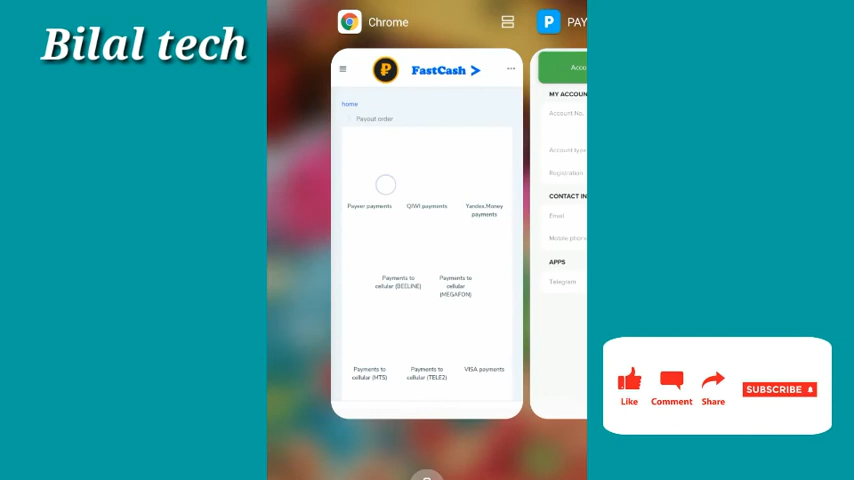 Bilal tech
Chrome
PAY
FastCash >
home
Payout order
Payeer payments
QIWI payments
Yandex.Money
payments
Payments to
cellular (BEELINE)
Payments to
cellular
(MEGAFON)
Payments to
cellular (MTS)
Payments to
cellular (TELE2)
VISA payments
Acco
MY ACCOUN
Account No.
Account type
Registration
CONTACT IN
Email
Mobile phon
APPS
Telegram
Like
Comment
Share
SUBSCRIBE